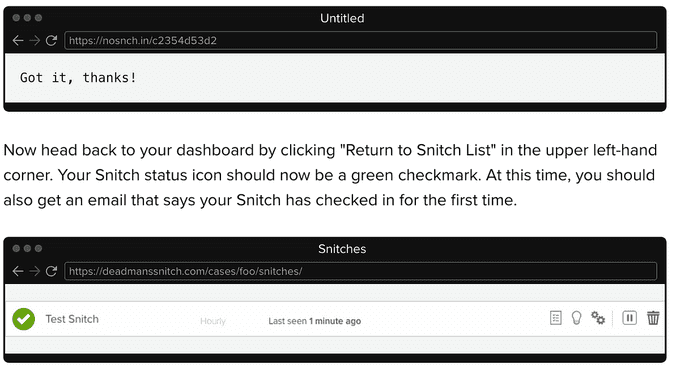 Untitled
https://nosnch.in/c2354d53d2
Got it, thanks!
Now head back to your dashboard by clicking "Return to Snitch List" in the upper left-hand
corner. Your Snitch status icon should now be a green checkmark. At this time, you should
also get an email that says your Snitch has checked in for the first time.
Snitches
https://deadmanssnitch.com/cases/foo/snitches/
Test Snitch Hourly Last seen 1 minute ago